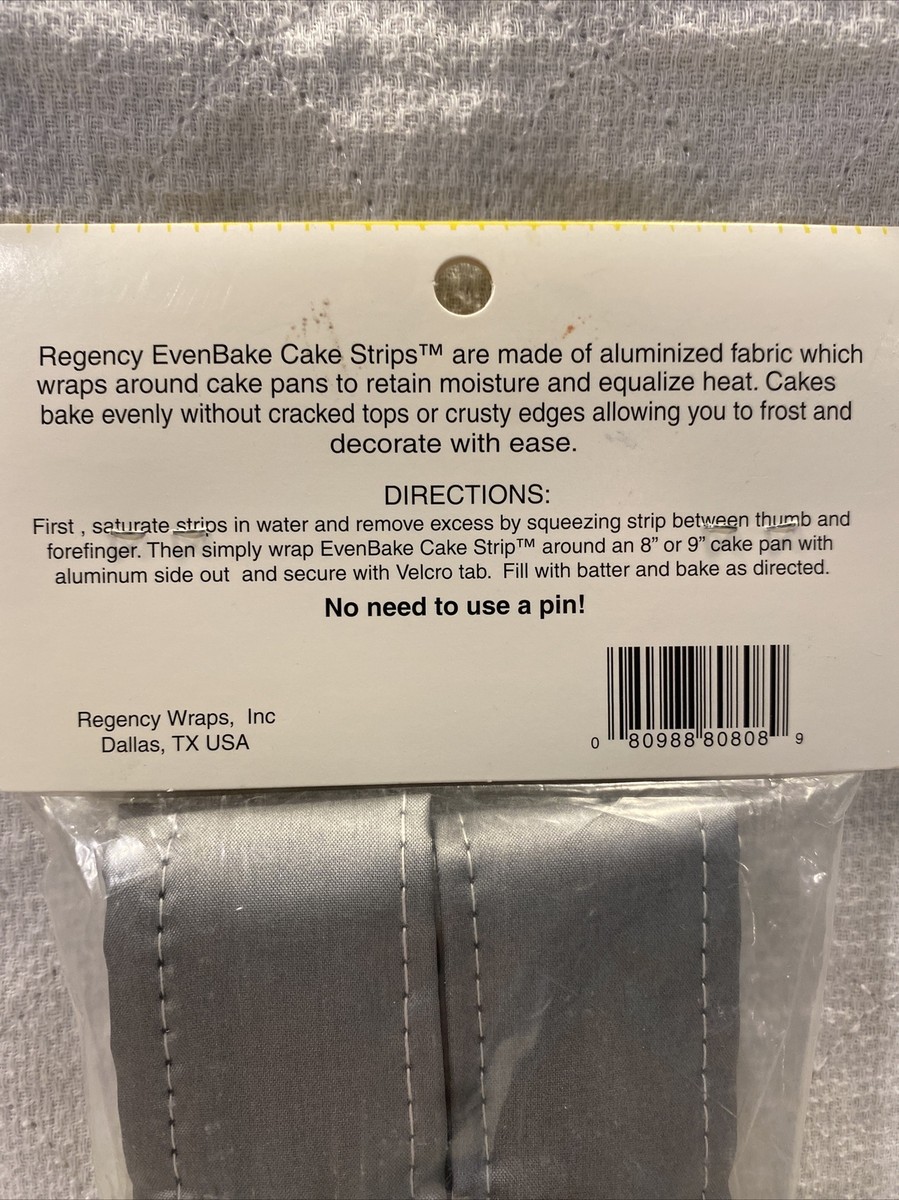 Regency EvenBake Cake Strips™ are made of aluminized fabric which
wraps around cake pans to retain moisture and equalize heat. Cakes
bake evenly without cracked tops or crusty edges allowing you to frost and
decorate with ease.
DIRECTIONS:
First , saturate strips in water and remove excess by squeezing strip between thumb and
forefinger. Then simply wrap EvenBake Cake Strip™ around an 8” or 9” cake pan with
aluminum side out and secure with Velcro tab. Fill with batter and bake as directed.
No need to use a pin!
Regency Wraps, Inc
Dallas, TX USA
0 80988 80808 9